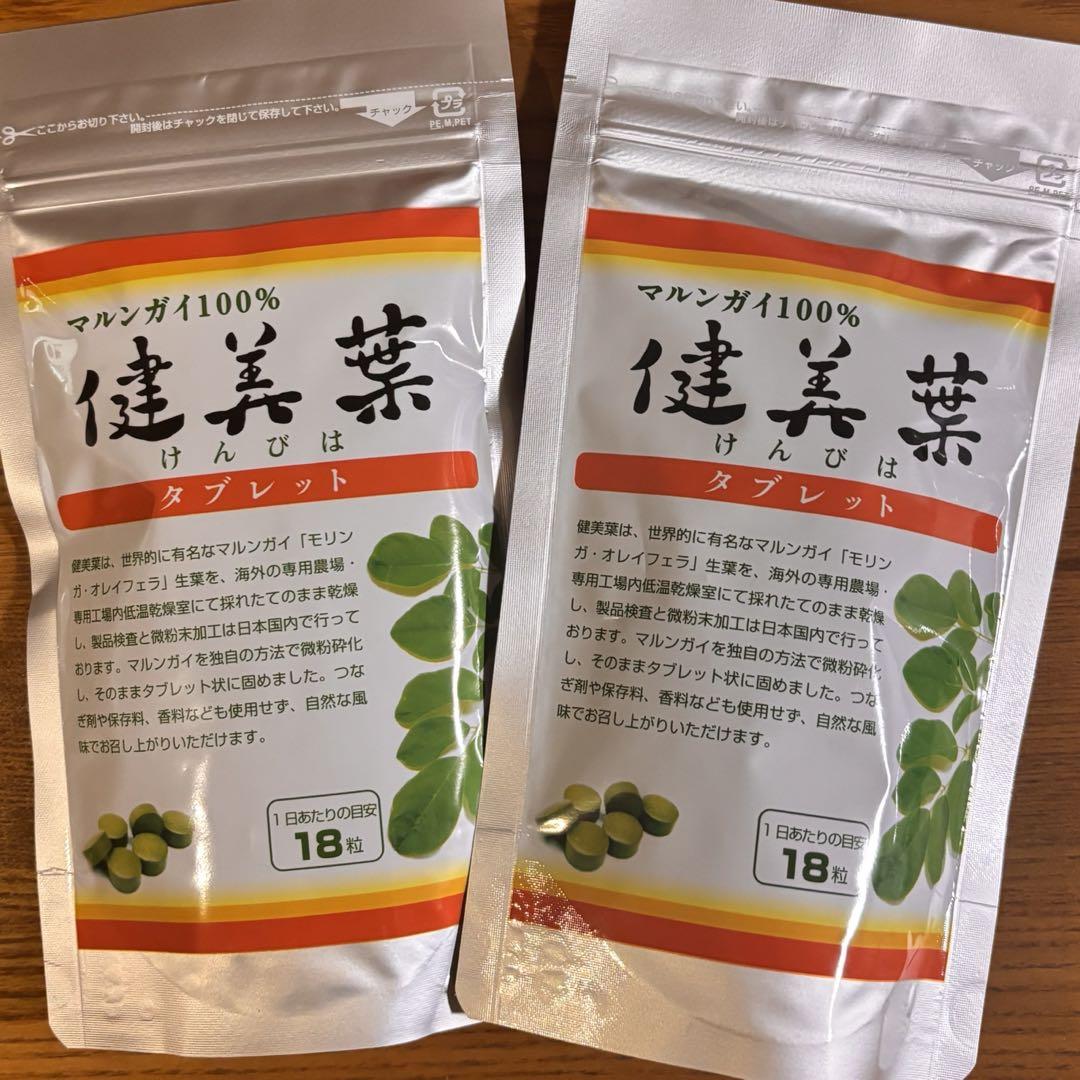 ここからお切り下さい。
開封後はチャックを閉じて保存して下さい。
チャック
プラ
PE,M,PET
マルンガイ100%
健美葉
けんびは
タブレット
健美葉は、世界的に有名なマルンガイ「モリン
ガ・オレイフェラ」生葉を、海外の専用農場・
専用工場内低温乾燥室にて採れたてのまま乾燥
し、製品検査と微粉末加工は日本国内で行って
おります。マルンガイを独自の方法で微粉砕化
し、そのままタブレット状に固めました。つな
ぎ剤や保存料、香料なども使用せず、自然な風
味でお召し上がりいただけます。
1日あたりの目安
18粒
い。
開封後はチャック
チャック
プラ
PE,M,PET
マルンガイ100%
健美葉
けんびは
タブレット
健美葉は、世界的に有名なマルンガイ「モリン
ガ・オレイフェラ」生葉を、海外の専用農場・
専用工場内低温乾燥室にて採れたてのまま乾燥
し、製品検査と微粉末加工は日本国内で行って
おります。マルンガイを独自の方法で微粉砕化
し、そのままタブレット状に固めました。つな
ぎ剤や保存料、香料なども使用せず、自然な風
味でお召し上がりいただけます。
1日あたりの目安
18粒